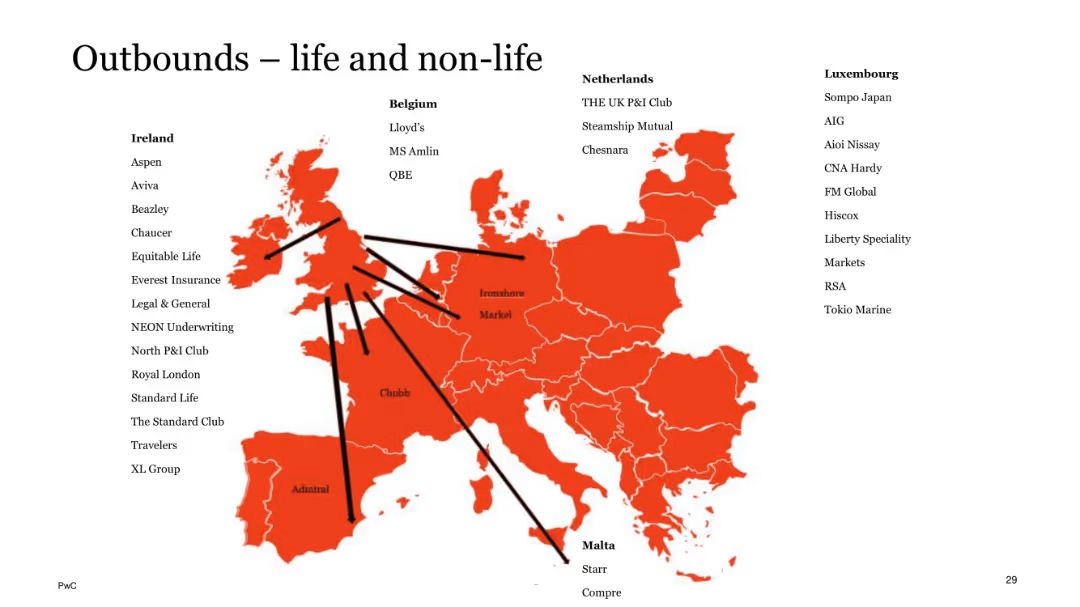 Outbounds – life and non-life
Ireland
Aspen
Aviva
Beazley
Chaucer
Equitable Life
Everest Insurance
Legal & General
NEON Underwriting
North P&I Club
Royal London
Standard Life
The Standard Club
Travelers
XL Group
Belgium
Lloyd's
MS Amlin
QBE
Netherlands
THE UK P&I Club
Steamship Mutual
Chesnara
Luxembourg
Sompo Japan
AIG
Aioi Nissay
CNA Hardy
FM Global
Hiscox
Liberty Speciality
Markets
RSA
Tokio Marine
Ironshore
Markel
Chubb
Admiral
Malta
Starr
Compre
PwC
29